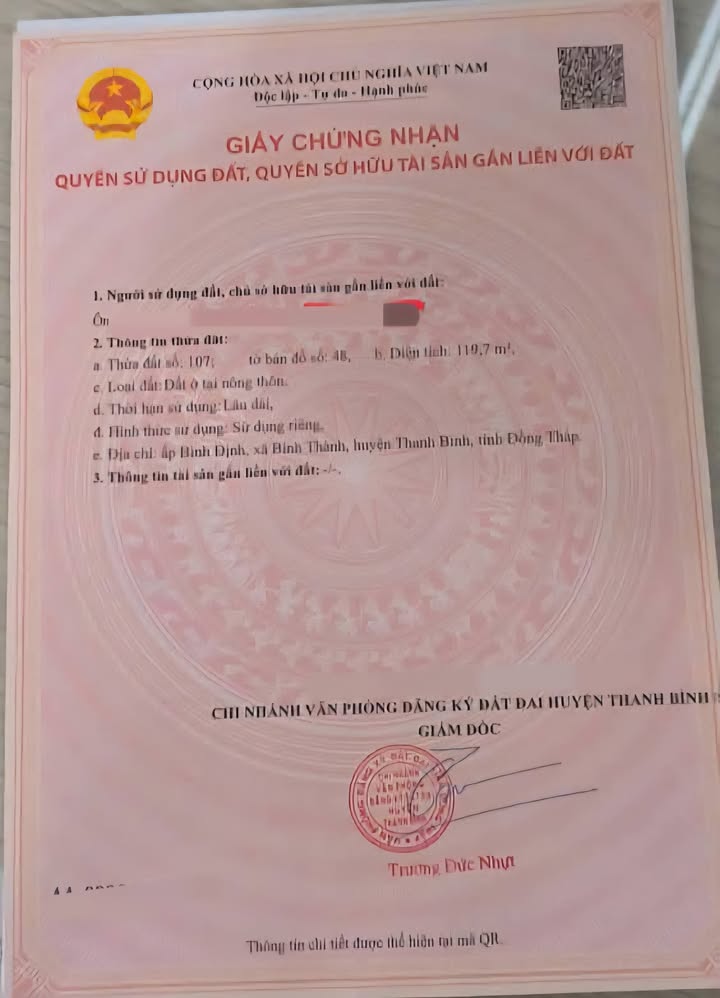 CỘNG HÒA XÃ HỘI CHỦ NGHĨA VIỆT NAM
Độc lập - Tự do - Hạnh phúc
GIẤY CHỨNG NHẬN
QUYỀN SỬ DỤNG ĐẤT, QUYỀN SỞ HỮU TÀI SẢN GẮN LIỀN VỚI ĐẤT
1. Người sử dụng đất, chủ sở hữu tài sản gắn liền với đất:
2. Thông tin thửa đất:
a. Thửa đất số: 107; tờ bản đồ số: 48, b. Diện tích: 119,7 m²,
c. Loại đất: Đất ở tại nông thôn.
d. Thời hạn sử dụng: Lâu dài,
đ. Hình thức sử dụng: Sử dụng riêng,
e. Địa chỉ: ấp Bình Định, xã Bình Thành, huyện Thanh Bình, tỉnh Đồng Tháp.
3. Thông tin tài sản gắn liền với đất: -/-.
CHI NHÁNH VĂN PHÒNG ĐĂNG KÝ ĐẤT ĐAI HUYỆN THANH BÌNH
GIÁM ĐỐC
CHI NHÁNH
VĂN PHÒNG
HUYỆN
Trương Đức Nhựt
Thông tin chi tiết được thể hiện tại mã QR.